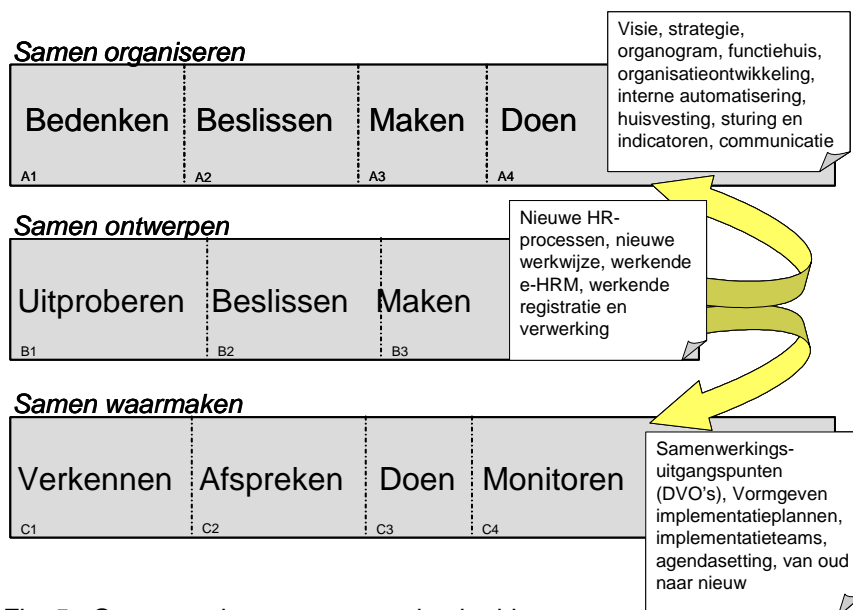 Samen organiseren
Bedenken
Beslissen
Maken
Doen
A1
A2
A3
A4
Visie, strategie,
organogram, functiehuis,
organisatieontwikkeling,
interne automatisering,
huisvesting, sturing en
indicatoren, communicatie
Samen ontwerpen
Uitproberen
Beslissen
Maken
B1
B2
B3
Nieuwe HR-
processen, nieuwe
werkwijze, werkende
e-HRM, werkende
registratie en
verwerking
Samen waarmaken
Verkennen
Afspreken
Doen
Monitoren
C1
C2
C3
C4
Samenwerkings-
uitgangspunten
(DVO's), Vormgeven
implementatieplannen,
implementatieteams,
agendasetting, van oud
naar nieuw